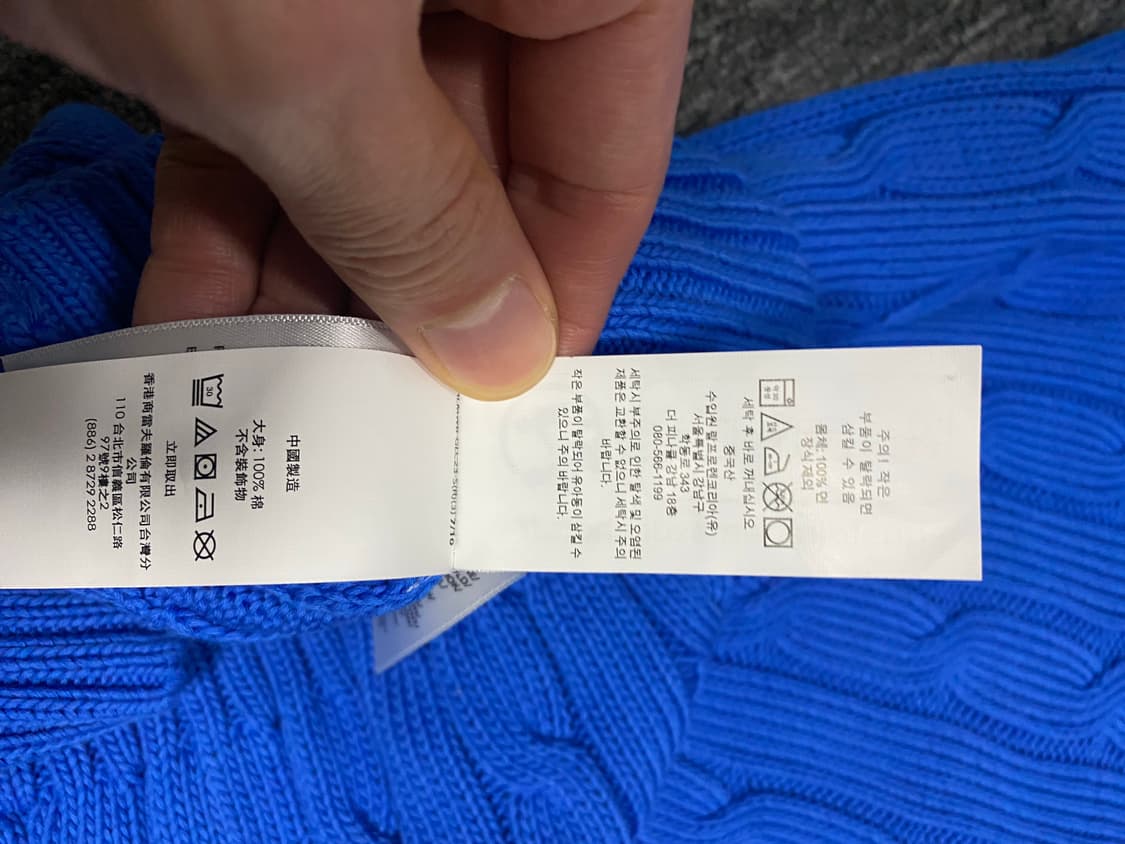 주의! 작은
부품이 탈락되면
삼킬 수 있음
몸체: 100% 면
장식 제외
세탁 후 바로 꺼내십시오
중국산
수입원 랄프로렌코리아(유)
서울특별시 강남구
학동로 343
더 피나클 강남 18층
080-566-1199
세탁시 부주의로 인한 탈색 및 오염된
제품은 교환할 수 없으니 세탁시 주의
바랍니다.
작은 부품이 탈락되어 유아동이 삼킬 수
있으니 주의 바랍니다.
中國製造
大身: 100% 棉
不含裝飾物
30
立即取出
香港商雷夫羅倫有限公司台灣分
公司
110 台北市信義區松仁路
97號9樓之2
(886) 2 8729 2288